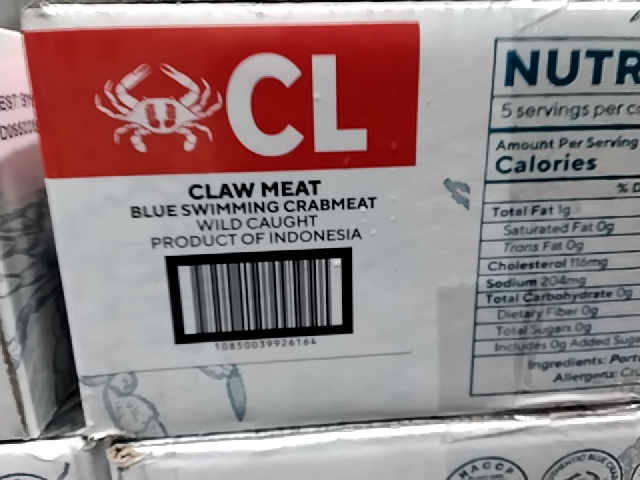 CL
CLAW MEAT
BLUE SWIMMING CRABMEAT
WILD CAUGHT
PRODUCT OF INDONESIA
10850039926164
5 servings per
Amount Per Serving
Calories
%
Total Fat 1g
Saturated Fat 0g
Trans Fat 0g
Cholesterol 116mg
Sodium 204mg
Total Carbohydrate 0g
Dietary Fiber 0g
Total Sugars 0g
Includes 0g Added
Ingredients:
Allergens:
HACCP